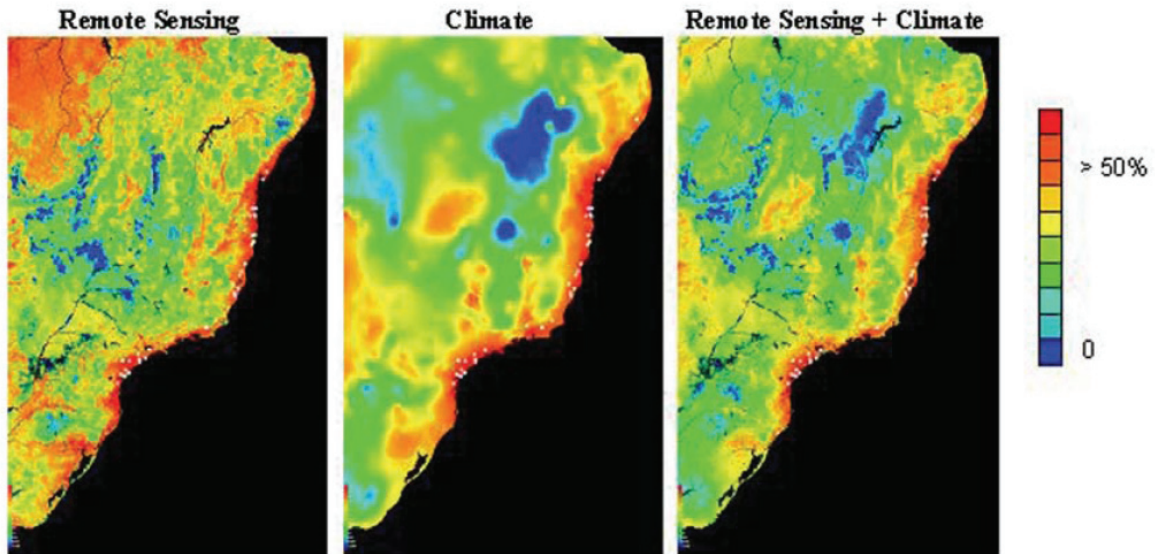 Remote Sensing
Climate
Remote Sensing + Climate
> 50%
0